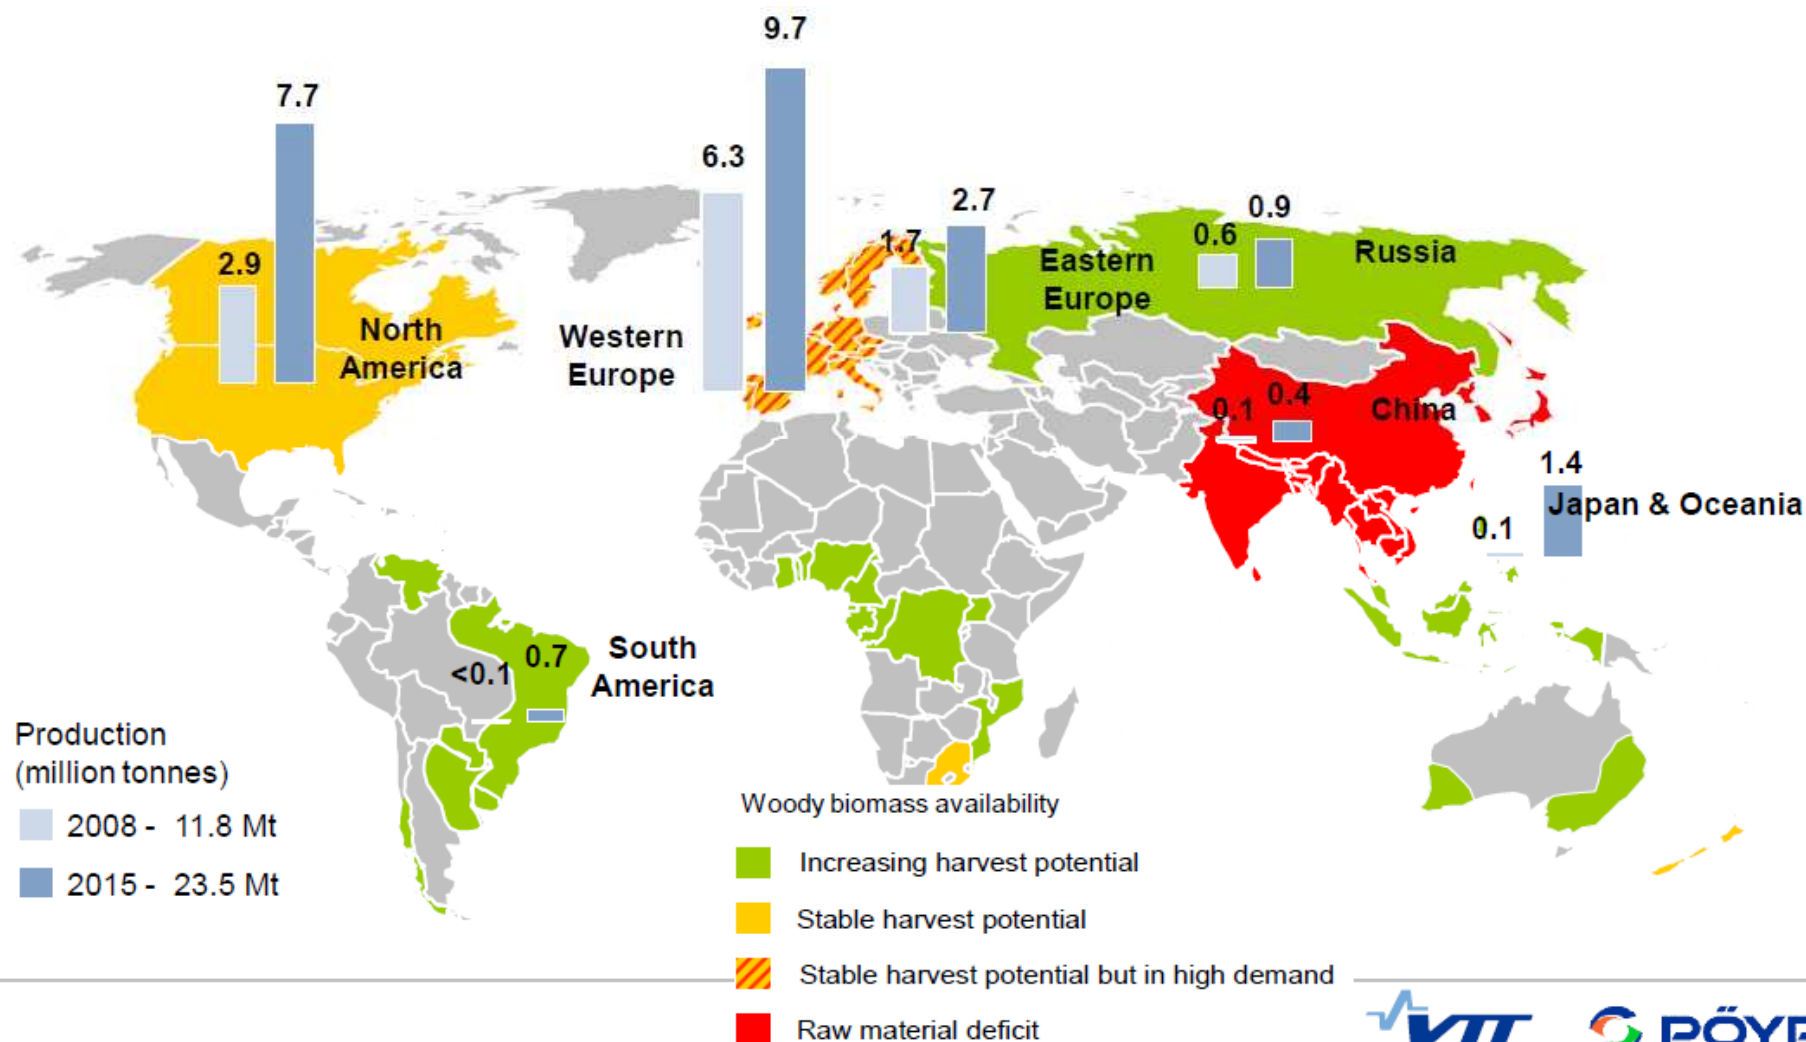 9.7
7.7
6.3
2.7
0.9
1.7
0.6
2.9
Russia
Eastern
Europe
North
America
Western
Europe
0.1
0.4
China
1.4
Japan & Oceania
0.1
<0.1
0.7
South
America
Production
(million tonnes)
2008 - 11.8 Mt
2015 - 23.5 Mt
Woody biomass availability
Increasing harvest potential
Stable harvest potential
Stable harvest potential but in high demand
Raw material deficit
VTT